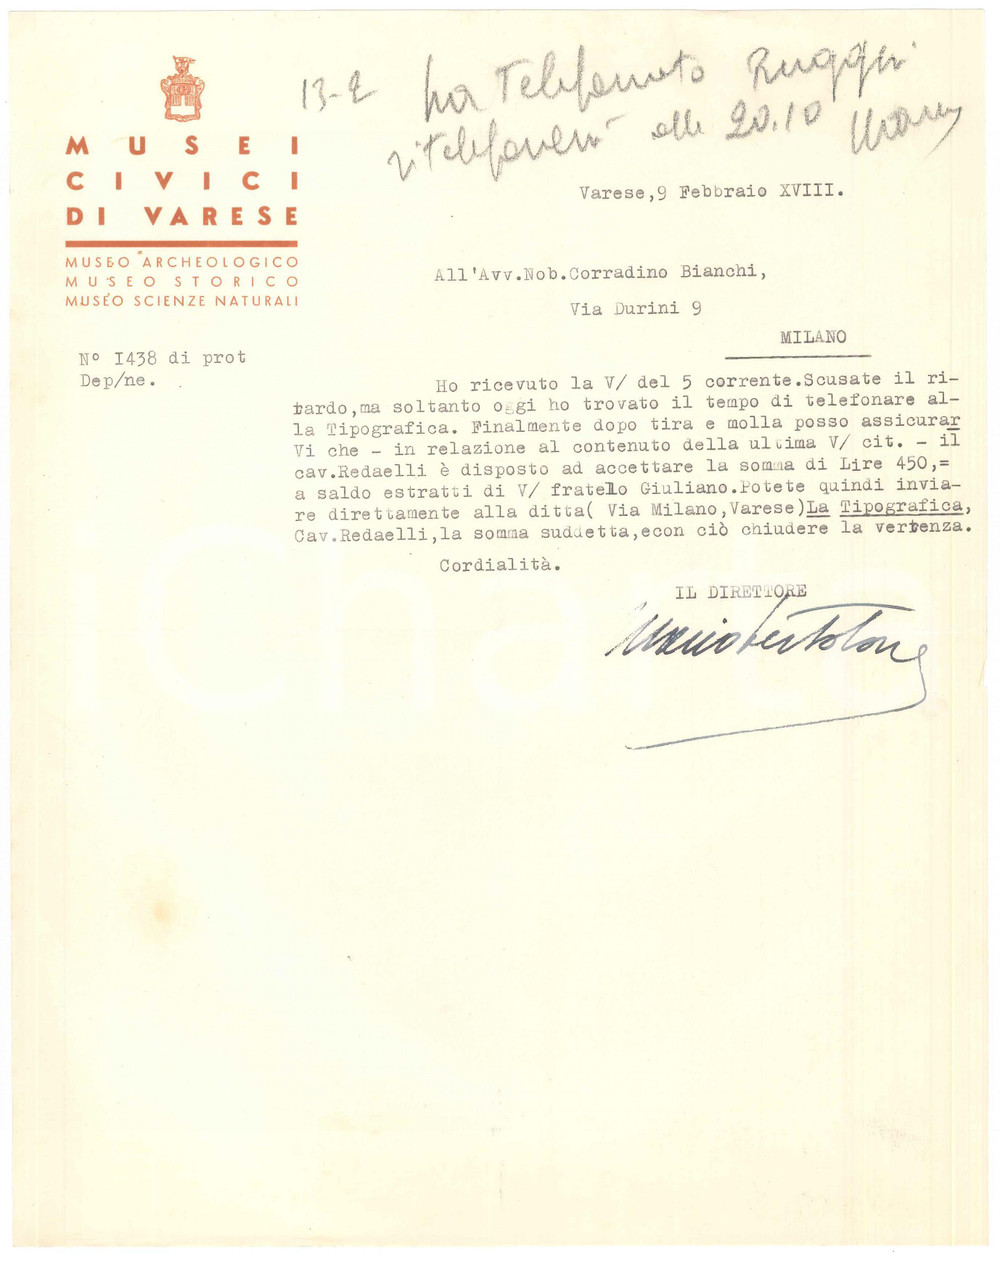 13-2 ha Telefonato Ruggeri
ritelefonerà alle 20.10
MUSEI
CIVICI
DI VARESE
MUSEO ARCHEOLOGICO
MUSEO STORICO
MUSEO SCIENZE NATURALI
Varese,9 Febbraio XVIII.
All'Avv.Nob.Corradino Bianchi,
Via Durini 9
MILANO
N° I438 di prot
Dep/ne.
Ho ricevuto la V/ del 5 corrente.Scusate il ri-
tardo,ma soltanto oggi ho trovato il tempo di telefonare al-
la Tipografica. Finalmente dopo tira e molla posso assicurar
Vi che - in relazione al contenuto della ultima V/ cit. - il
cav.Redaelli è disposto ad accettare la somma di Lire 450,=
a saldo estratti di V/ fratelo Giuliano.Potete quindi invia-
re direttamente alla ditta( Via Milano,Varese)La Tipografica,
Cav.Redaelli,la somma suddetta,econ ciò chiudere la vertenza.
Cordialità.
IL DIRETTORE
Mario Bertolone